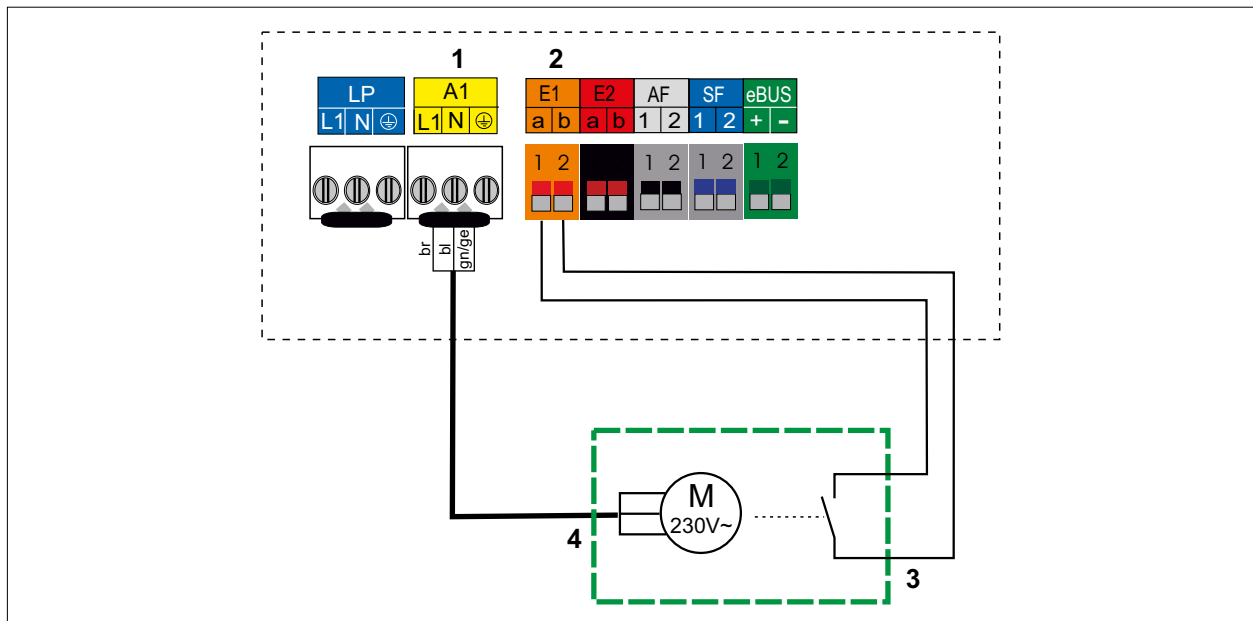 1 2
LP A1 E1 E2 AF SF eBUS
L1 N L1 N a b a b 1 2 1 2 + -
1 2 1 2 1 2 1 2
br bl gn/ge
M
230V~
4
3